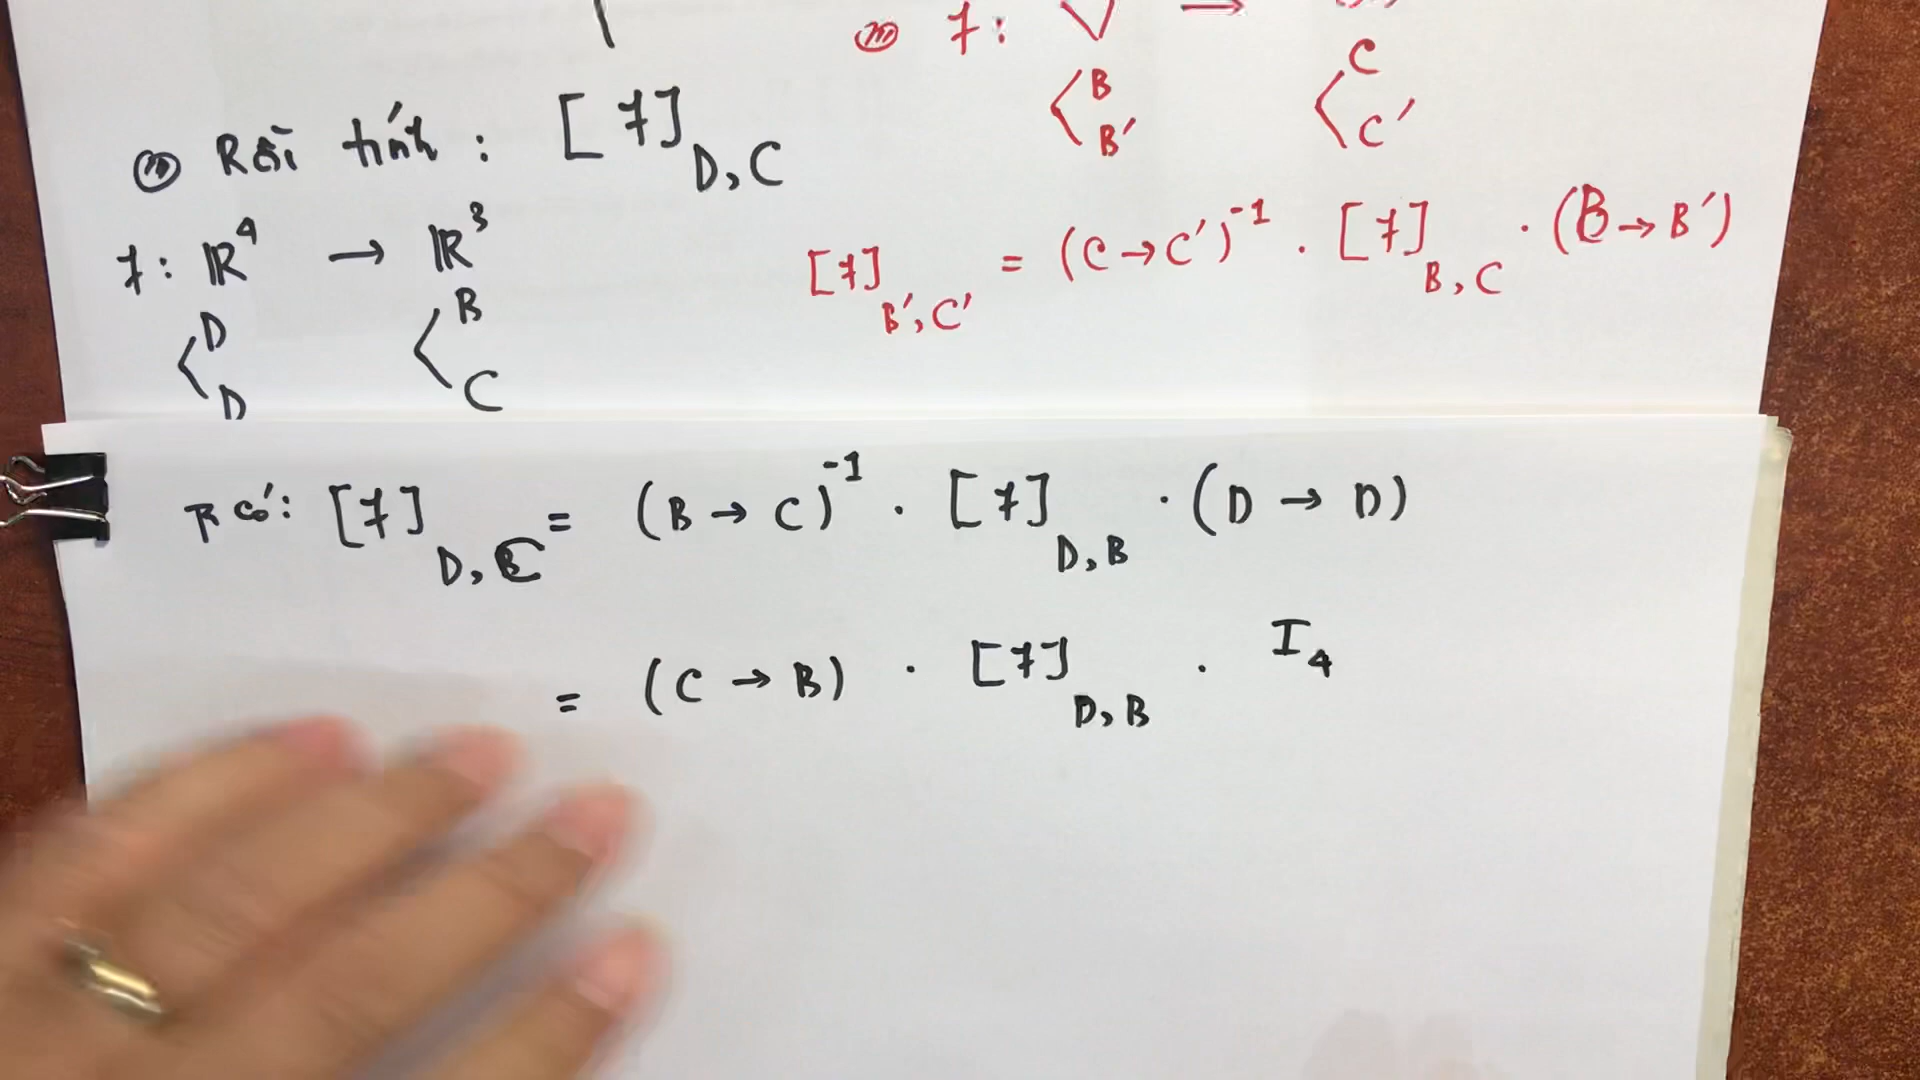 (m) f: V →
B C
B' C'
(n) Rồi tính: [f] D, C
f: ℝ⁴ → ℝ³
D B
D C
[f] B', C' = (C → C')⁻¹ . [f] B, C . (B → B')
Ta có: [f] D, C = (B → C)⁻¹ . [f] D, B . (D → D)
= (C → B) . [f] D, B . I₄